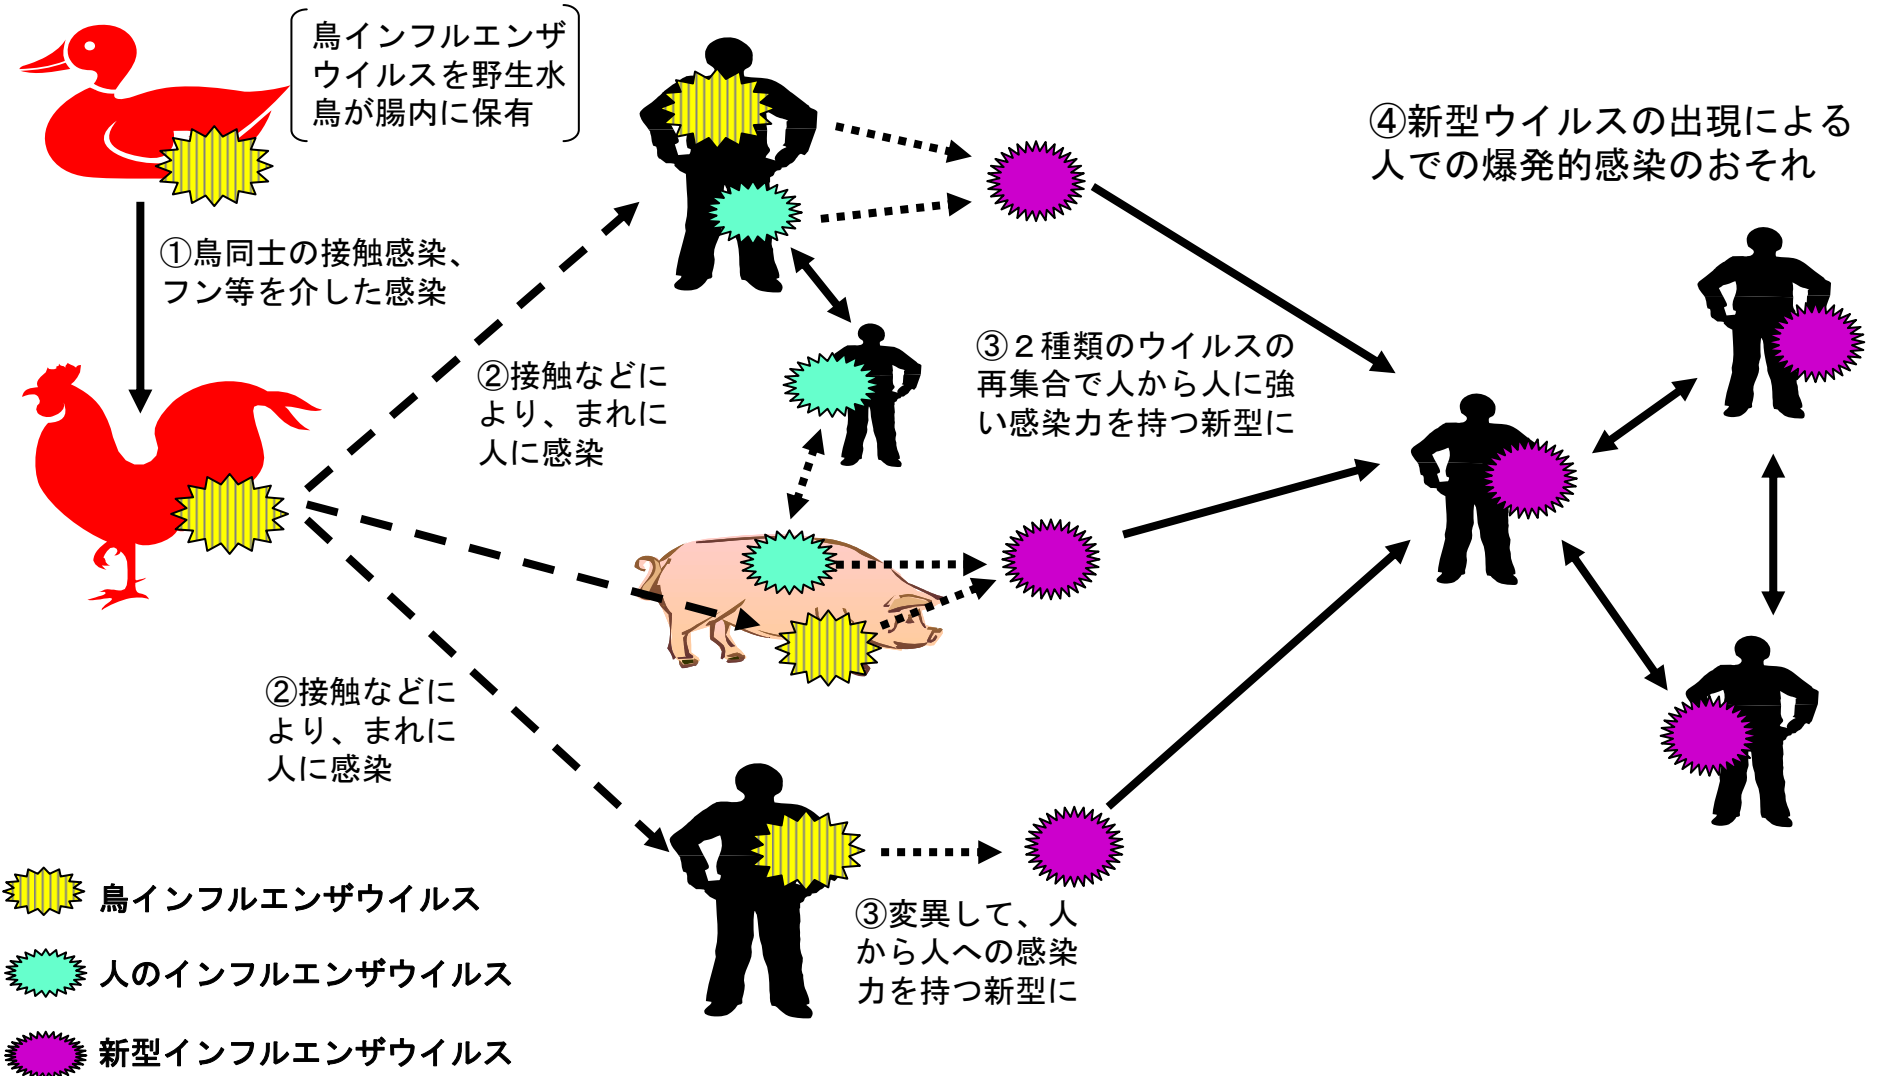 鳥インフルエンザ
ウイルスを野生水
鳥が腸内に保有
④新型ウイルスの出現による
人での爆発的感染のおそれ
①鳥同士の接触感染、
フン等を介した感染
②接触などに
より、まれに
人に感染
③２種類のウイルスの
再集合で人から人に強
い感染力を持つ新型に
②接触などに
より、まれに
人に感染
③変異して、人
から人への感染
力を持つ新型に
鳥インフルエンザウイルス
人のインフルエンザウイルス
新型インフルエンザウイルス